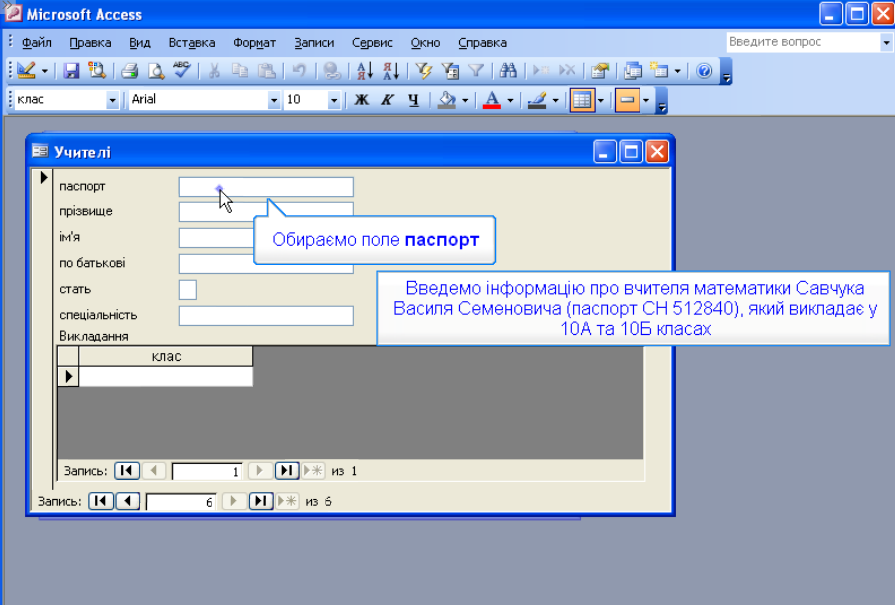 Microsoft Access
Файл Правка Вид Вставка Формат Записи Сервис Окно Справка Введите вопрос
клас Arial 10 Ж К Ч А
Учителі
паспорт
прізвище
Обираємо поле паспорт
ім'я
по батькові
Введемо інформацію про вчителя математики Савчука
Василя Семеновича (паспорт СН 512840), який викладає у
10А та 10Б класах
стать
спеціальність
Викладання
клас
Запись: 1 из 1
Запись: 6 из 6